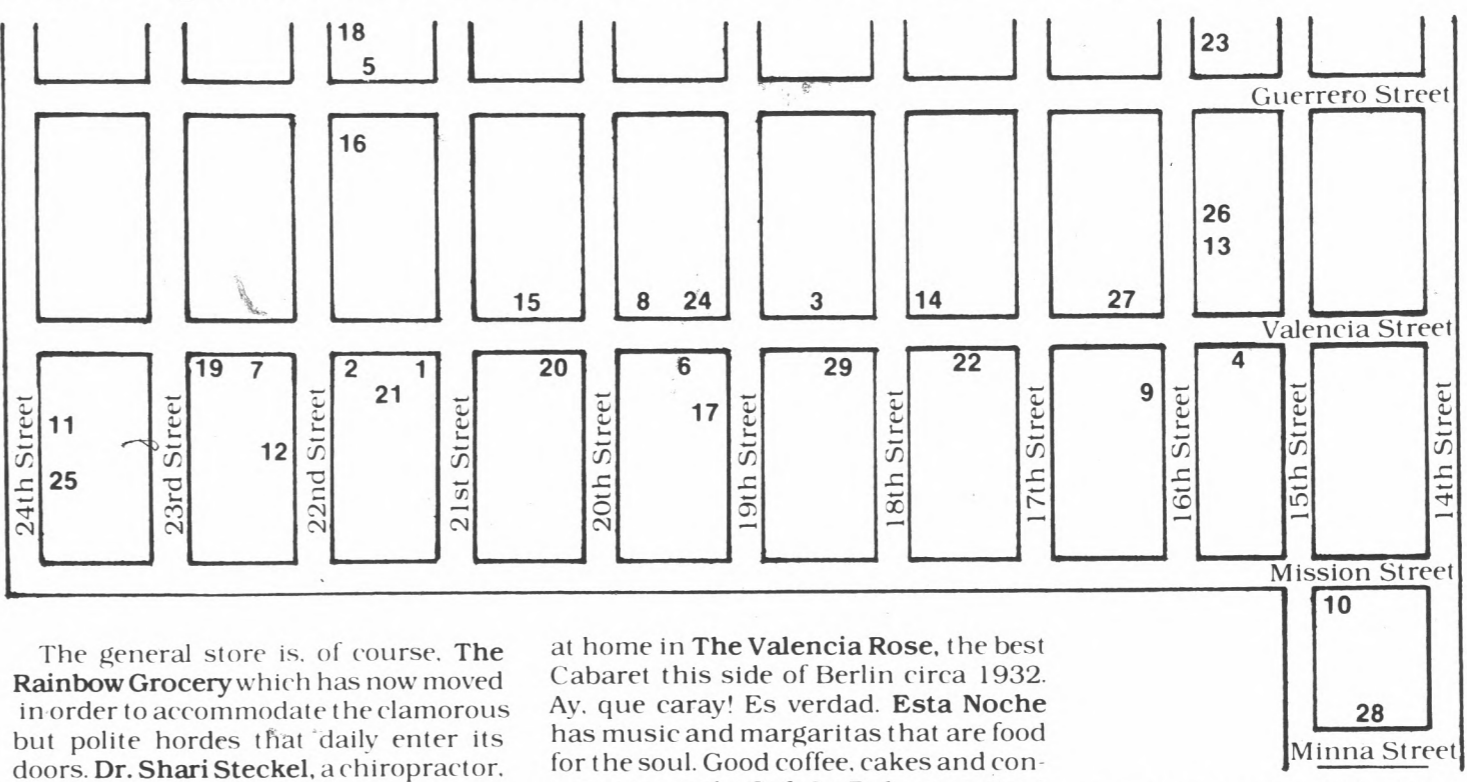 18
5
23
Guerrero Street
16
26
13
15
8 24
3
14
27
Valencia Street
19 7
2 1
21
20
6
17
29
22
9
4
11
25
12
24th Street
23rd Street
22nd Street
21st Street
20th Street
19th Street
18th Street
17th Street
16th Street
15th Street
14th Street
Mission Street
10
28
Minna Street
The general store is, of course, The
Rainbow Grocery which has now moved
in order to accommodate the clamorous
but polite hordes that daily enter its
doors. Dr. Shari Steckel, a chiropractor,
at home in The Valencia Rose, the best
Cabaret this side of Berlin circa 1932.
Ay, que caray! Es verdad. Esta Noche
has music and margaritas that are food
for the soul. Good coffee, cakes and con-